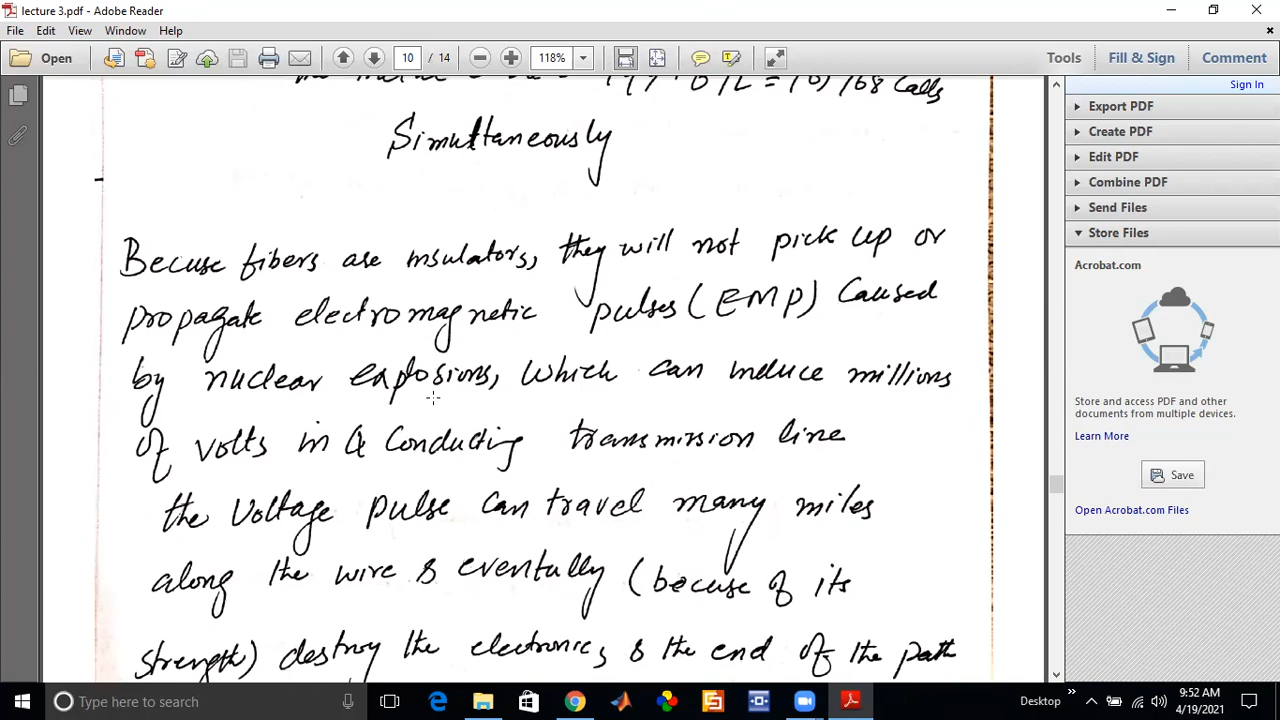 lecture 3.pdf - Adobe Reader
File Edit View Window Help
Open 10 / 14 118% Tools Fill & Sign Comment
Sign In
Export PDF
Create PDF
Edit PDF
Combine PDF
Send Files
Store Files
Acrobat.com
Store and access PDF and other
documents from multiple devices.
Learn More
Save
Open Acrobat.com Files
Calls
Simultaneously
Becuse fibers are insulators, they will not pick up or
propagate electromagnetic pulses (EMP) Caused
by nuclear explosions, which can induce millions
of volts in a Conducting transmission line
the Voltage pulse can travel many miles
along the wire & eventually (becuse of its
strength) destroy the electronics & the end of the path
Type here to search
Desktop
9:52 AM
4/19/2021